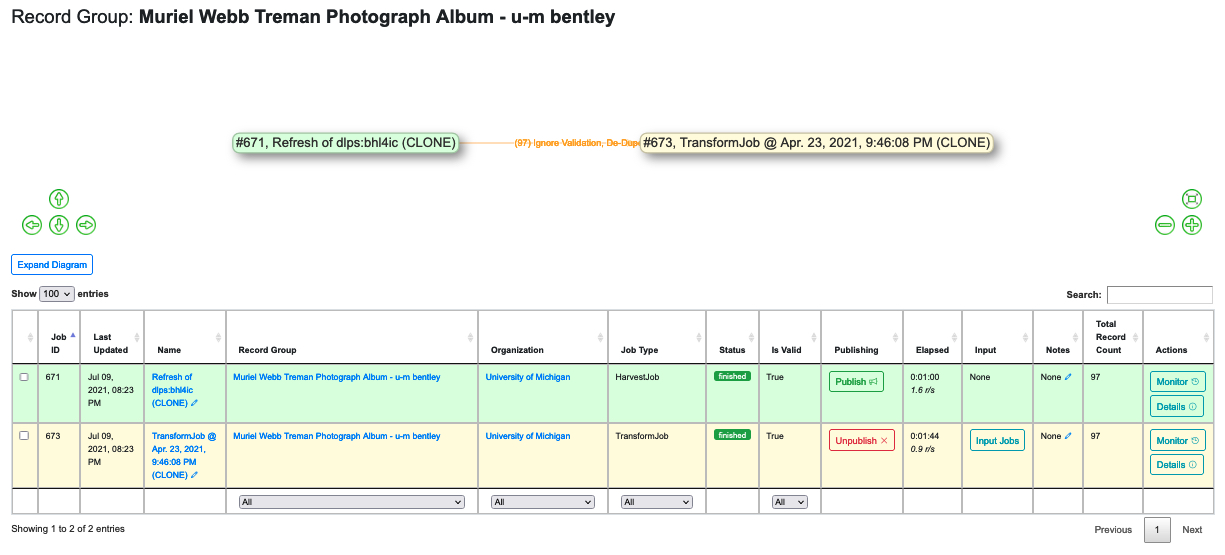 Record Group: Muriel Webb Treman Photograph Album - u-m bentley
#671, Refresh of dlps:bhl4ic (CLONE)
(97) Ignore Validation, De-Dupe
#673, TransformJob @ Apr. 23, 2021, 9:46:08 PM (CLONE)
Expand Diagram
Show 100 entries
Search:
Job ID
Last Updated
Name
Record Group
Organization
Job Type
Status
Is Valid
Publishing
Elapsed
Input
Notes
Total Record Count
Actions
671
Jul 09, 2021, 08:23 PM
Refresh of dlps:bhl4ic (CLONE)
Muriel Webb Treman Photograph Album - u-m bentley
University of Michigan
HarvestJob
finished
True
Publish
0:01:00
1.6 r/s
None
None
97
Monitor
Details
673
Jul 09, 2021, 08:23 PM
TransformJob @ Apr. 23, 2021, 9:46:08 PM (CLONE)
Muriel Webb Treman Photograph Album - u-m bentley
University of Michigan
TransformJob
finished
True
Unpublish
0:01:44
0.9 r/s
Input Jobs
None
97
Monitor
Details
All
All
All
All
Showing 1 to 2 of 2 entries
Previous 1 Next